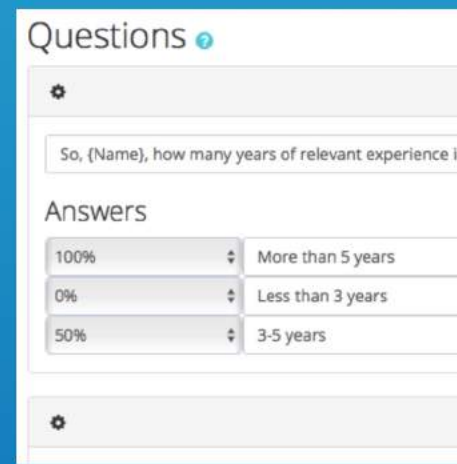 Questions ?
So, {Name}, how many years of relevant experience i
Answers
100% More than 5 years
0% Less than 3 years
50% 3-5 years